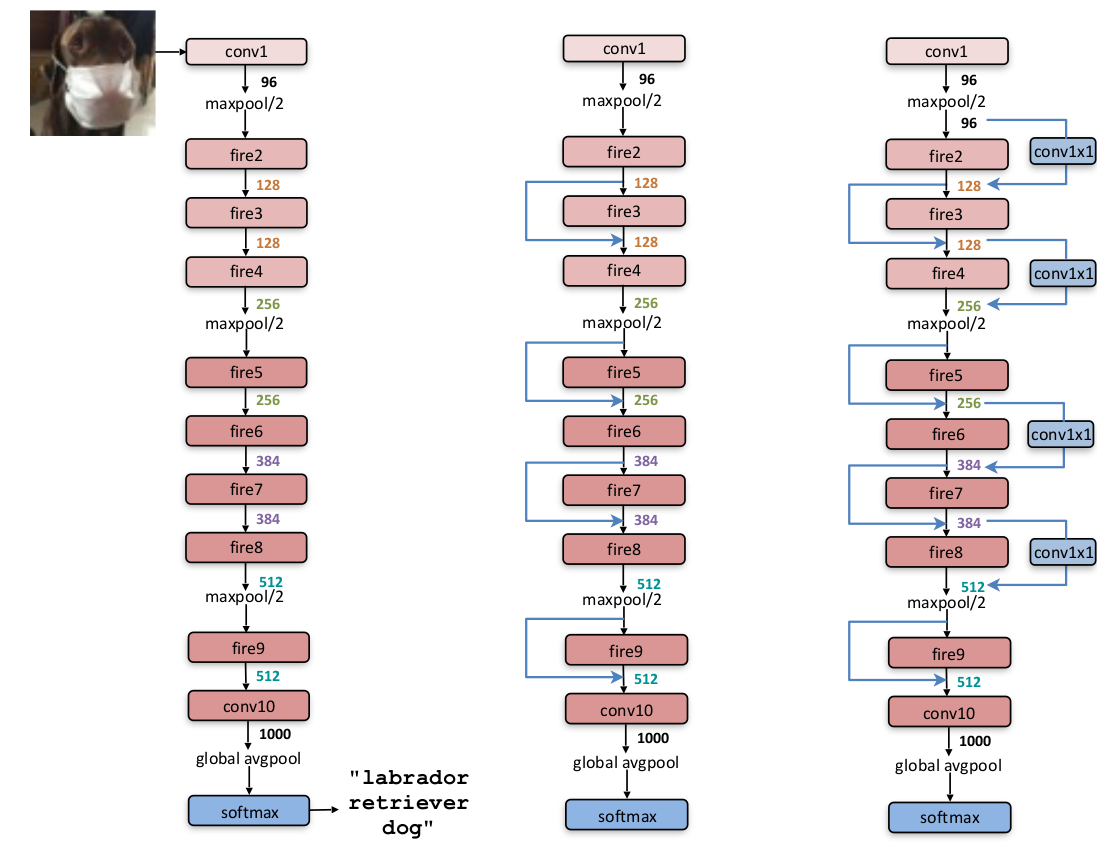 conv1
96
maxpool/2
fire2
128
fire3
128
fire4
256
maxpool/2
fire5
256
fire6
384
fire7
384
fire8
512
maxpool/2
fire9
512
conv10
1000
global avgpool
softmax
"labrador
retriever
dog"
conv1
96
maxpool/2
fire2
128
fire3
128
fire4
256
maxpool/2
fire5
256
fire6
384
fire7
384
fire8
512
maxpool/2
fire9
512
conv10
1000
global avgpool
softmax
conv1
96
maxpool/2
96
conv1x1
fire2
128
fire3
128
conv1x1
fire4
256
maxpool/2
fire5
256
conv1x1
fire6
384
fire7
384
conv1x1
fire8
512
maxpool/2
fire9
512
conv10
1000
global avgpool
softmax